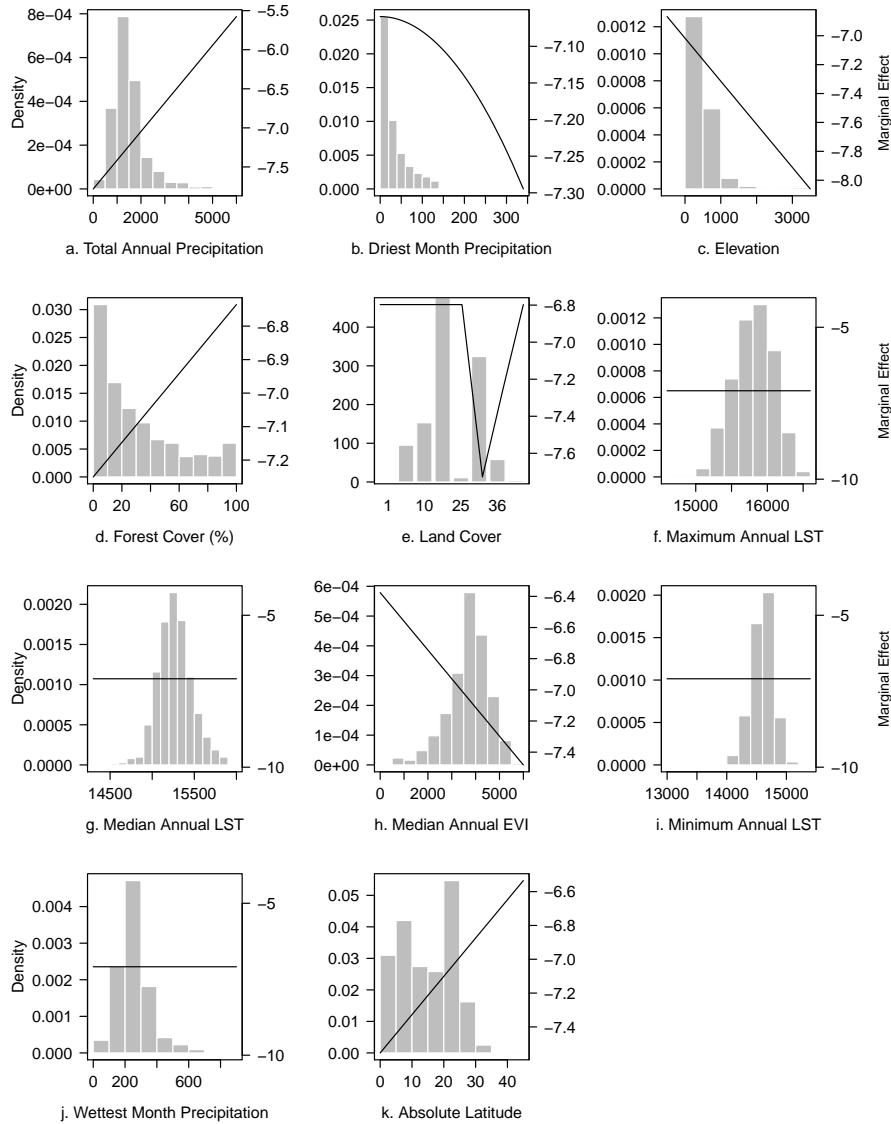 8e−04
6e−04
4e−04
2e−04
0e+00
Density
−5.5
−6.0
−6.5
−7.0
−7.5
0 2000 5000
a. Total Annual Precipitation
0.025
0.020
0.015
0.010
0.005
0.000
−7.10
−7.15
−7.20
−7.25
−7.30
0 100 300
b. Driest Month Precipitation
0.0012
0.0010
0.0008
0.0006
0.0004
0.0002
0.0000
−7.0
−7.2
−7.4
−7.6
−7.8
−8.0
Marginal Effect
0 1000 3000
c. Elevation
0.030
0.025
0.020
0.015
0.010
0.005
0.000
Density
−6.8
−6.9
−7.0
−7.1
−7.2
0 20 60 100
d. Forest Cover (%)
400
300
200
100
0
−6.8
−7.0
−7.2
−7.4
−7.6
1 10 25 36
e. Land Cover
0.0012
0.0010
0.0008
0.0006
0.0004
0.0002
0.0000
−5
−10
Marginal Effect
15000 16000
f. Maximum Annual LST
0.0020
0.0015
0.0010
0.0005
0.0000
Density
−5
−10
14500 15500
g. Median Annual LST
6e−04
5e−04
4e−04
3e−04
2e−04
1e−04
0e+00
−6.4
−6.6
−6.8
−7.0
−7.2
−7.4
0 2000 5000
h. Median Annual EVI
0.0020
0.0015
0.0010
0.0005
0.0000
−5
−10
Marginal Effect
13000 14000 15000
i. Minimum Annual LST
0.004
0.003
0.002
0.001
0.000
Density
−5
−10
0 200 600
j. Wettest Month Precipitation
0.05
0.04
0.03
0.02
0.01
0.00
−6.6
−6.8
−7.0
−7.2
−7.4
0 10 20 30 40
k. Absolute Latitude